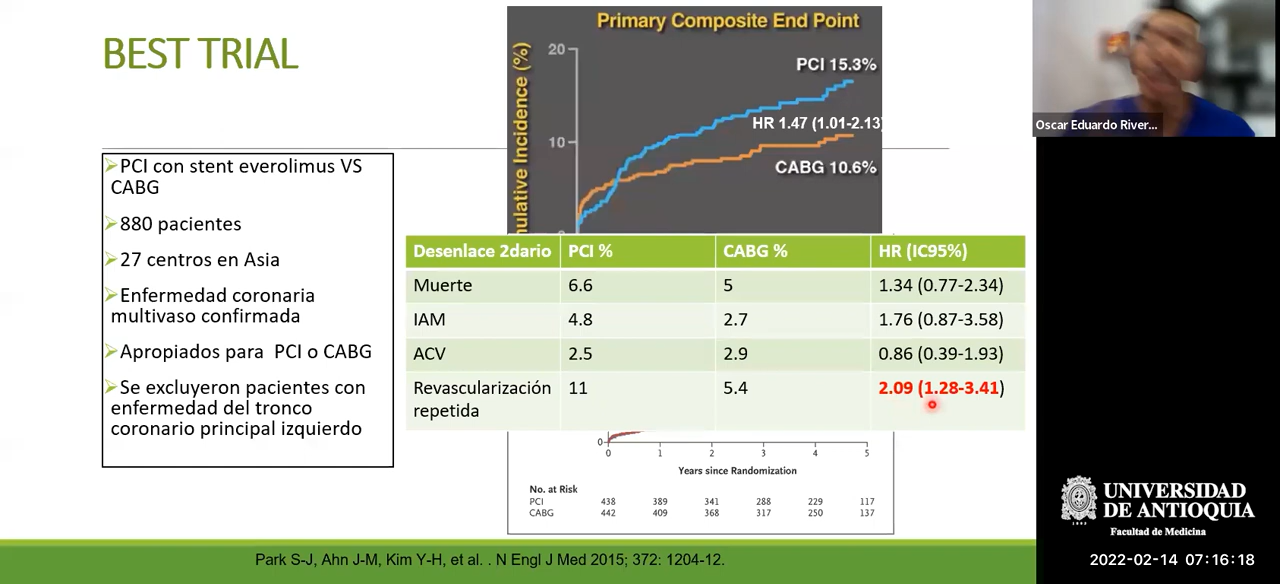 BEST TRIAL
PCI con stent everolimus VS
CABG
880 pacientes
27 centros en Asia
Enfermedad coronaria
multivaso confirmada
Apropiados para PCI o CABG
Se excluyeron pacientes con
enfermedad del tronco
coronario principal izquierdo
Primary Composite End Point
mulative Incidence (%)
20
10
PCI 15.3%
HR 1.47 (1.01-2.13)
CABG 10.6%
Desenlace 2dario PCI % CABG % HR (IC95%)
Muerte 6.6 5 1.34 (0.77-2.34)
IAM 4.8 2.7 1.76 (0.87-3.58)
ACV 2.5 2.9 0.86 (0.39-1.93)
Revascularización 11 5.4 2.09 (1.28-3.41)
repetida
0
0 1 2 3 4 5
Years since Randomization
No. at Risk
PCI 438 389 341 288 229 117
CABG 442 409 368 317 250 137
Park S-J, Ahn J-M, Kim Y-H, et al. . N Engl J Med 2015; 372: 1204-12.
Oscar Eduardo River...
UNIVERSIDAD
DE ANTIOQUIA
1803
Facultad de Medicina
2022-02-14 07:16:18